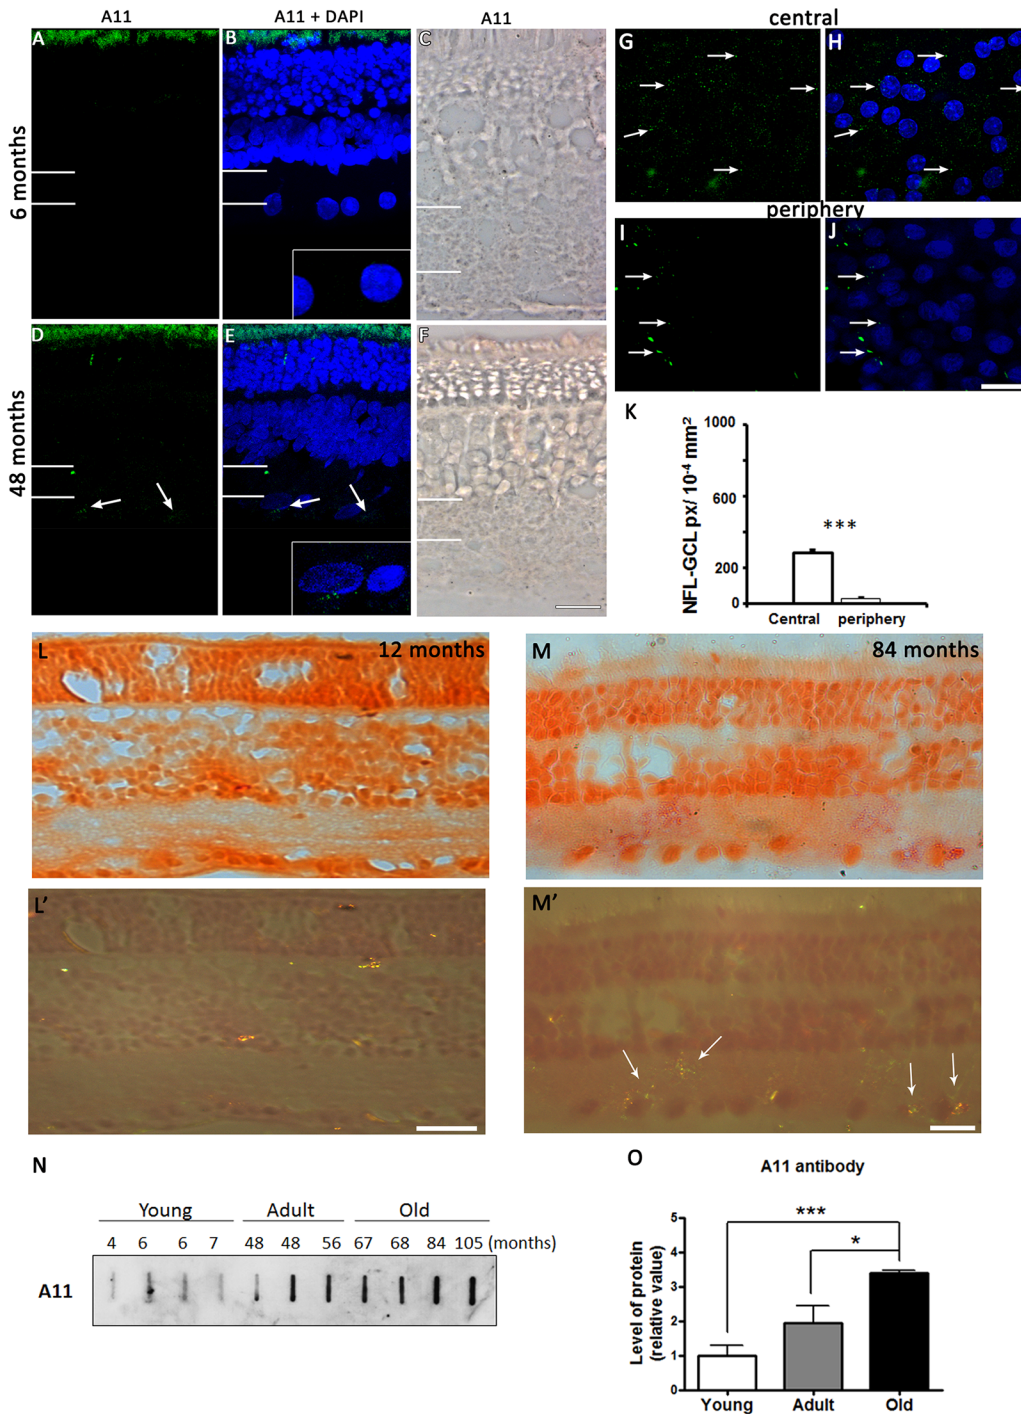 A11
A11 + DAPI
A11
central
A
B
C
G
H
6 months
periphery
I
J
D
E
F
48 months
K
NFL-GCL px/ 10⁻⁴ mm²
1000
600
200
0
***
Central
periphery
L
12 months
M
84 months
L'
M'
N
Young
Adult
Old
4 6 6 7 48 48 56 67 68 84 105 (months)
A11
O
A11 antibody
Level of protein
(relative value)
5
4
3
2
1
0
***
*
Young
Adult
Old